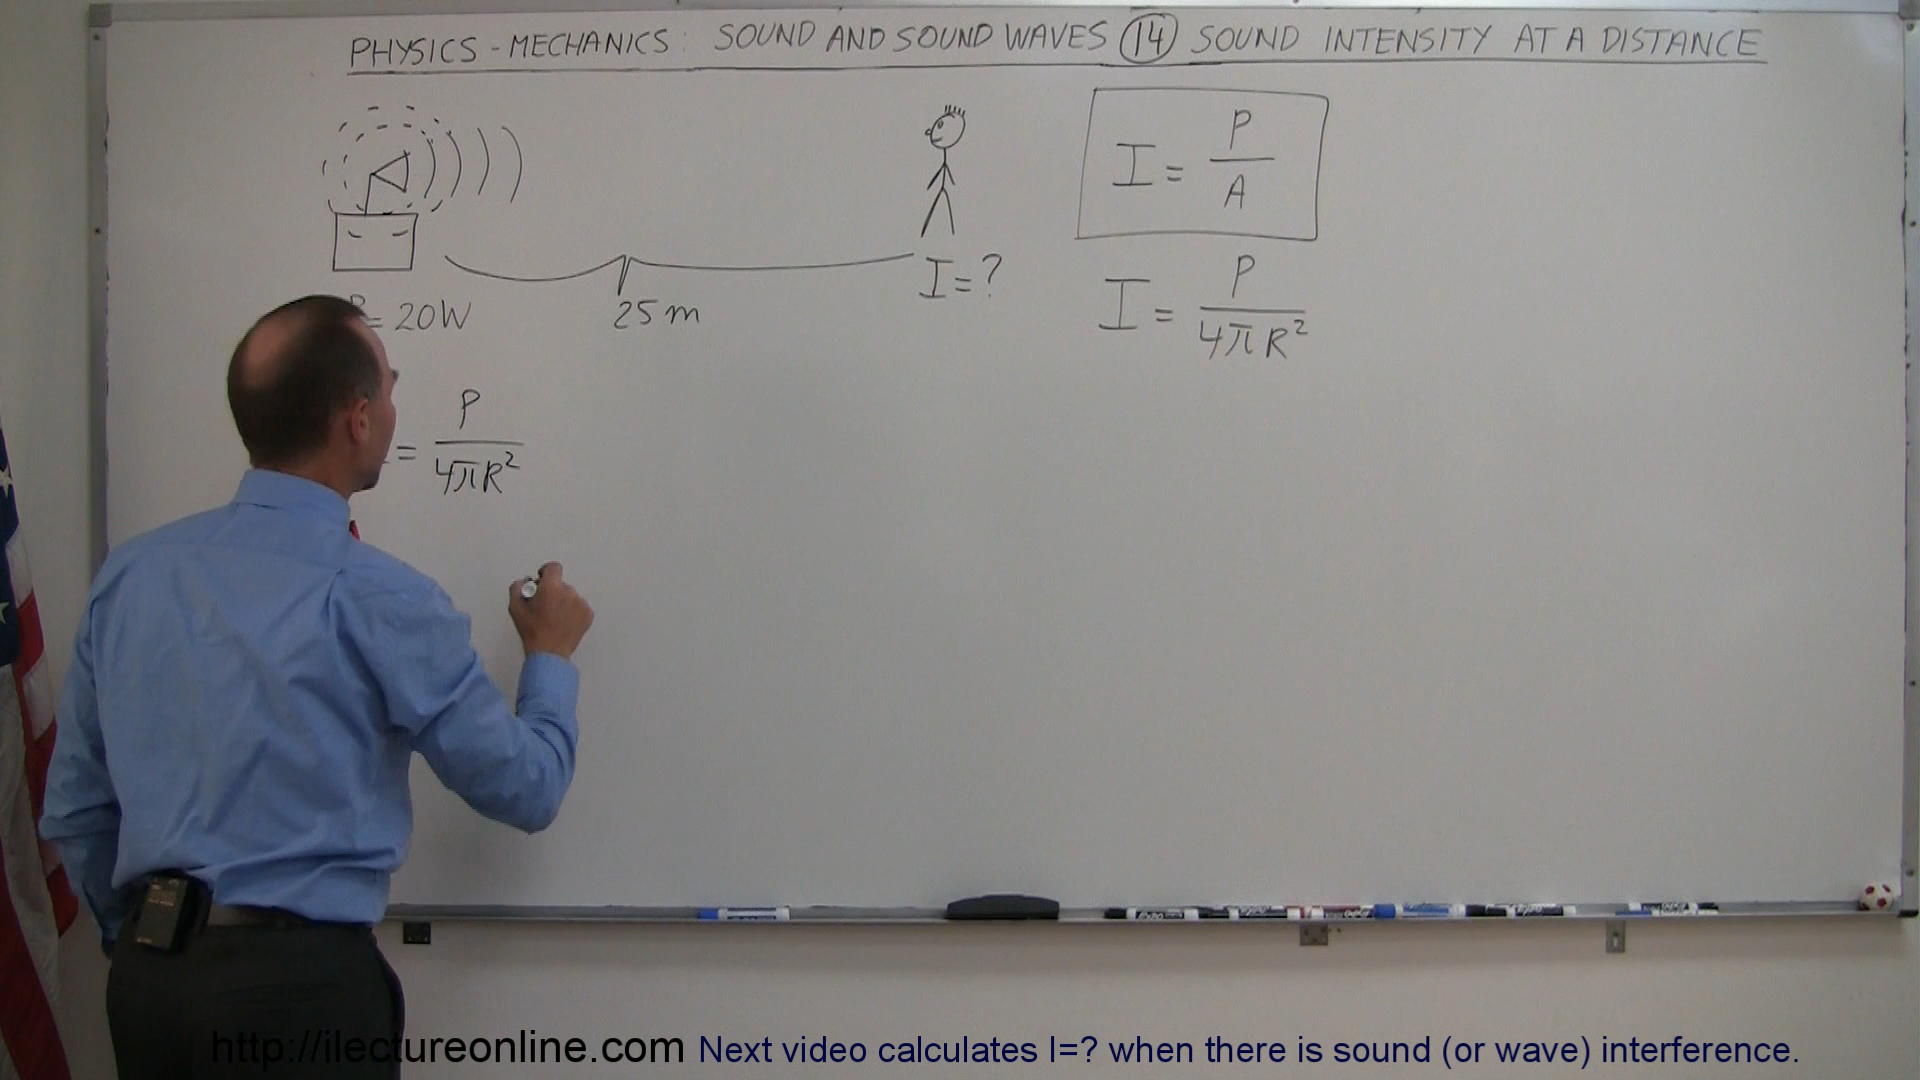 PHYSICS - MECHANICS: SOUND AND SOUND WAVES 14 SOUND INTENSITY AT A DISTANCE
I = P/A
I = ?
= 20W
25 m
I = P/4πR²
= P/4πR²
http://ilectureonline.com Next video calculates I=? when there is sound (or wave) interference.